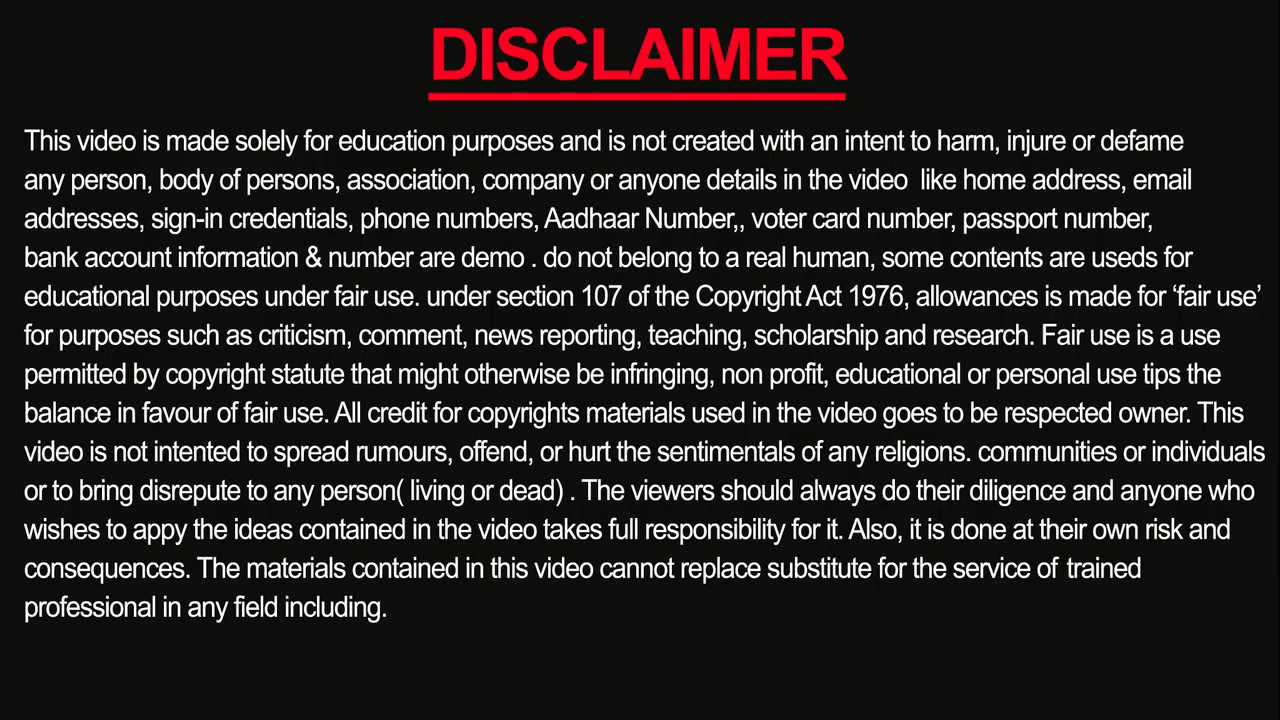 DISCLAIMER
This video is made solely for education purposes and is not created with an intent to harm, injure or defame
any person, body of persons, association, company or anyone details in the video  like home address, email
addresses, sign-in credentials, phone numbers, Aadhaar Number,, voter card number, passport number,
bank account information & number are demo . do not belong to a real human, some contents are useds for
educational purposes under fair use. under section 107 of the Copyright Act 1976, allowances is made for ‘fair use’
for purposes such as criticism, comment, news reporting, teaching, scholarship and research. Fair use is a use
permitted by copyright statute that might otherwise be infringing, non profit, educational or personal use tips the
balance in favour of fair use. All credit for copyrights materials used in the video goes to be respected owner. This
video is not intented to spread rumours, offend, or hurt the sentimentals of any religions. communities or individuals
or to bring disrepute to any person( living or dead) . The viewers should always do their diligence and anyone who
wishes to appy the ideas contained in the video takes full responsibility for it. Also, it is done at their own risk and
consequences. The materials contained in this video cannot replace substitute for the service of trained
professional in any field including.